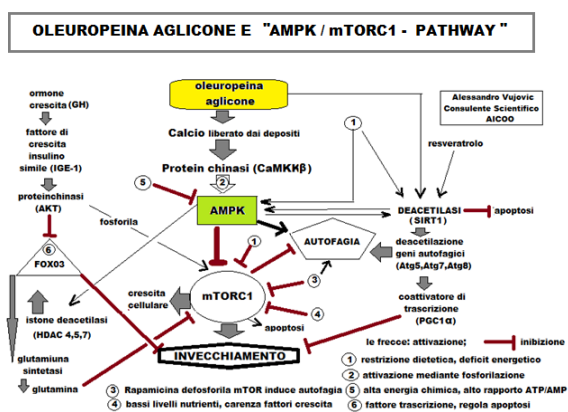 OLEUROPEINA AGLICONE E "AMPK / mTORC1 - PATHWAY "
ormone
crescita (GH)
fattore di
crescita
insulino
simile (IGE-1)
proteinchinasi
(AKT)
6
FOX03
istone deacetilasi
(HDAC 4,5,7)
glutamiuna
sintetasi
glutamina
oleuropeina
aglicone
Calcio liberato dai depositi
Protein chinasi (CaMKKβ)
2
5
AMPK
fosforila
1
mTORC1
crescita
cellulare
apoptosi
3
4
AUTOFAGIA
INVECCHIAMENTO
1
Alessandro Vujovic
Consulente Scientifico
AICOO
resveratrolo
DEACETILASI
(SIRT1)
apoptosi
deacetilazione
geni autofagici
(Atg5,Atg7,Atg8)
coattivatore di
trascrizione
(PGC1α)
le frecce: attivazione; inibizione
1 restrizione dietetica, deficit energetico
2 attivazione mediante fosforilazione
3 Rapamicina defosforila mTOR induce autofagia
5 alta energia chimica, alto rapporto ATP/AMP
4 bassi livelli nutrienti, carenza fattori crescita
6 fattore trascrizione, regola apoptosi